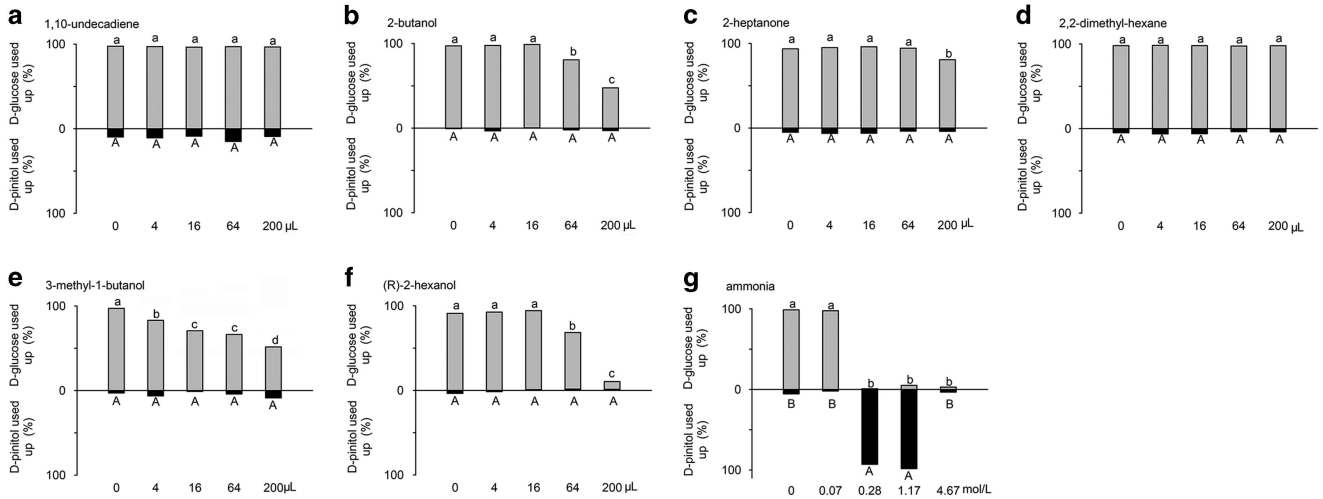 a
1,10-undecadiene
100
0
100
D-glucose used
up (%)
D-pinitol used
up (%)
a a a a a
A A A A A
0 4 16 64 200 µL
b
2-butanol
100
0
100
D-glucose used
up (%)
D-pinitol used
up (%)
a a a b c
A A A A A
0 4 16 64 200 µL
c
2-heptanone
100
0
100
D-glucose used
up (%)
D-pinitol used
up (%)
a a a a b
A A A A A
0 4 16 64 200 µL
d
2,2-dimethyl-hexane
100
0
100
D-glucose used
up (%)
D-pinitol used
up (%)
a a a a a
A A A A A
0 4 16 64 200 µL
e
3-methyl-1-butanol
100
0
100
D-glucose used
up (%)
D-pinitol used
up (%)
a b c c d
A A A A A
0 4 16 64 200µL
f
(R)-2-hexanol
100
0
100
D-glucose used
up (%)
D-pinitol used
up (%)
a a a b c
A A A A A
0 4 16 64 200 µL
g
ammonia
100
0
100
D-glucose used
up (%)
D-pinitol used
up (%)
a a b b b
B B A A B
0 0.07 0.28 1.17 4.67 mol/L